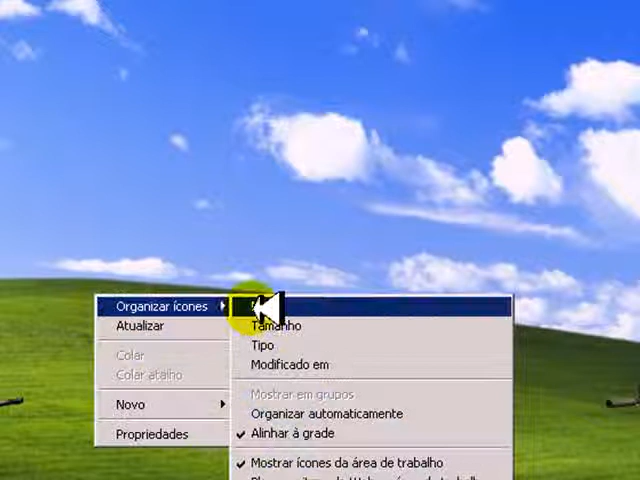 Organizar ícones
Atualizar
Colar
Colar atalho
Novo
Propriedades
Tamanho
Tipo
Modificado em
Mostrar em grupos
Organizar automaticamente
Alinhar à grade
Mostrar ícones da área de trabalho